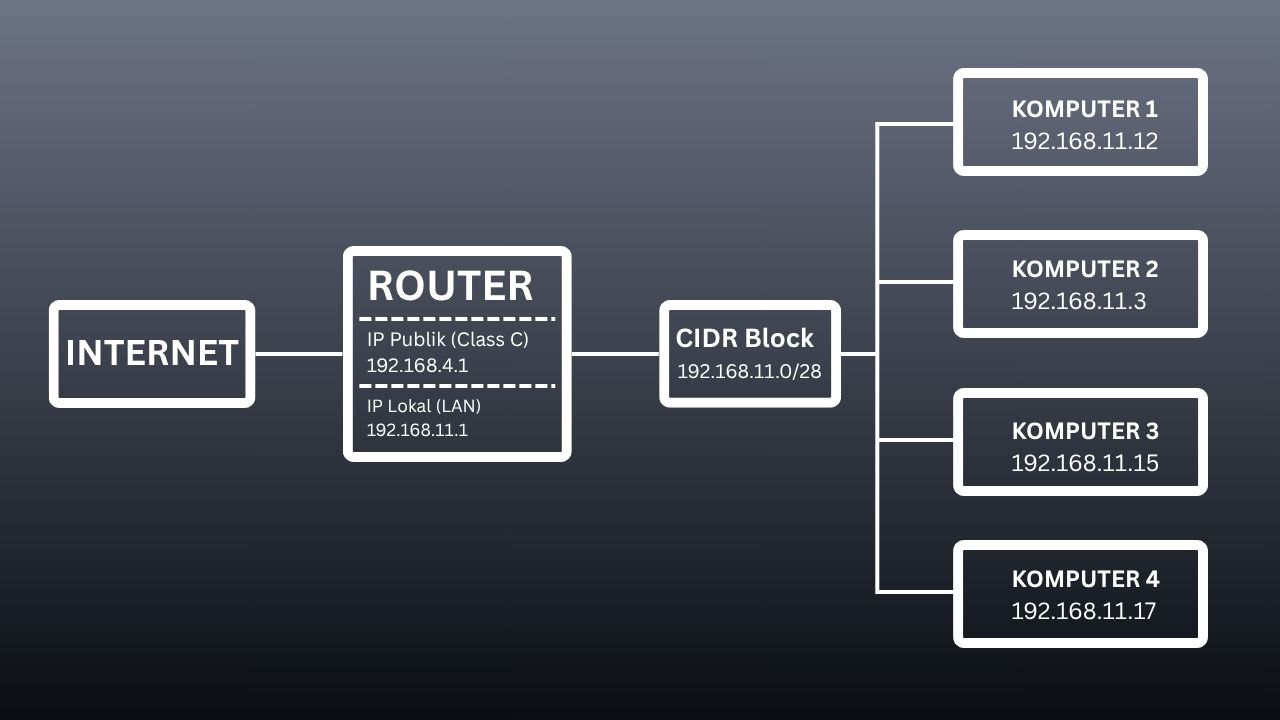 INTERNET
ROUTER
IP Publik (Class C)
192.168.4.1
IP Lokal (LAN)
192.168.11.1
CIDR Block
192.168.11.0/28
KOMPUTER 1
192.168.11.12
KOMPUTER 2
192.168.11.3
KOMPUTER 3
192.168.11.15
KOMPUTER 4
192.168.11.17